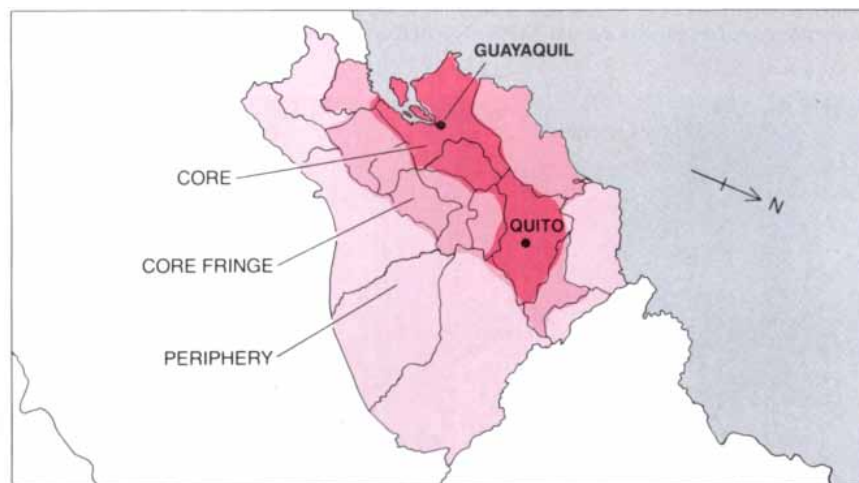 GUAYAQUIL
CORE
QUITO
CORE FRINGE
PERIPHERY
N